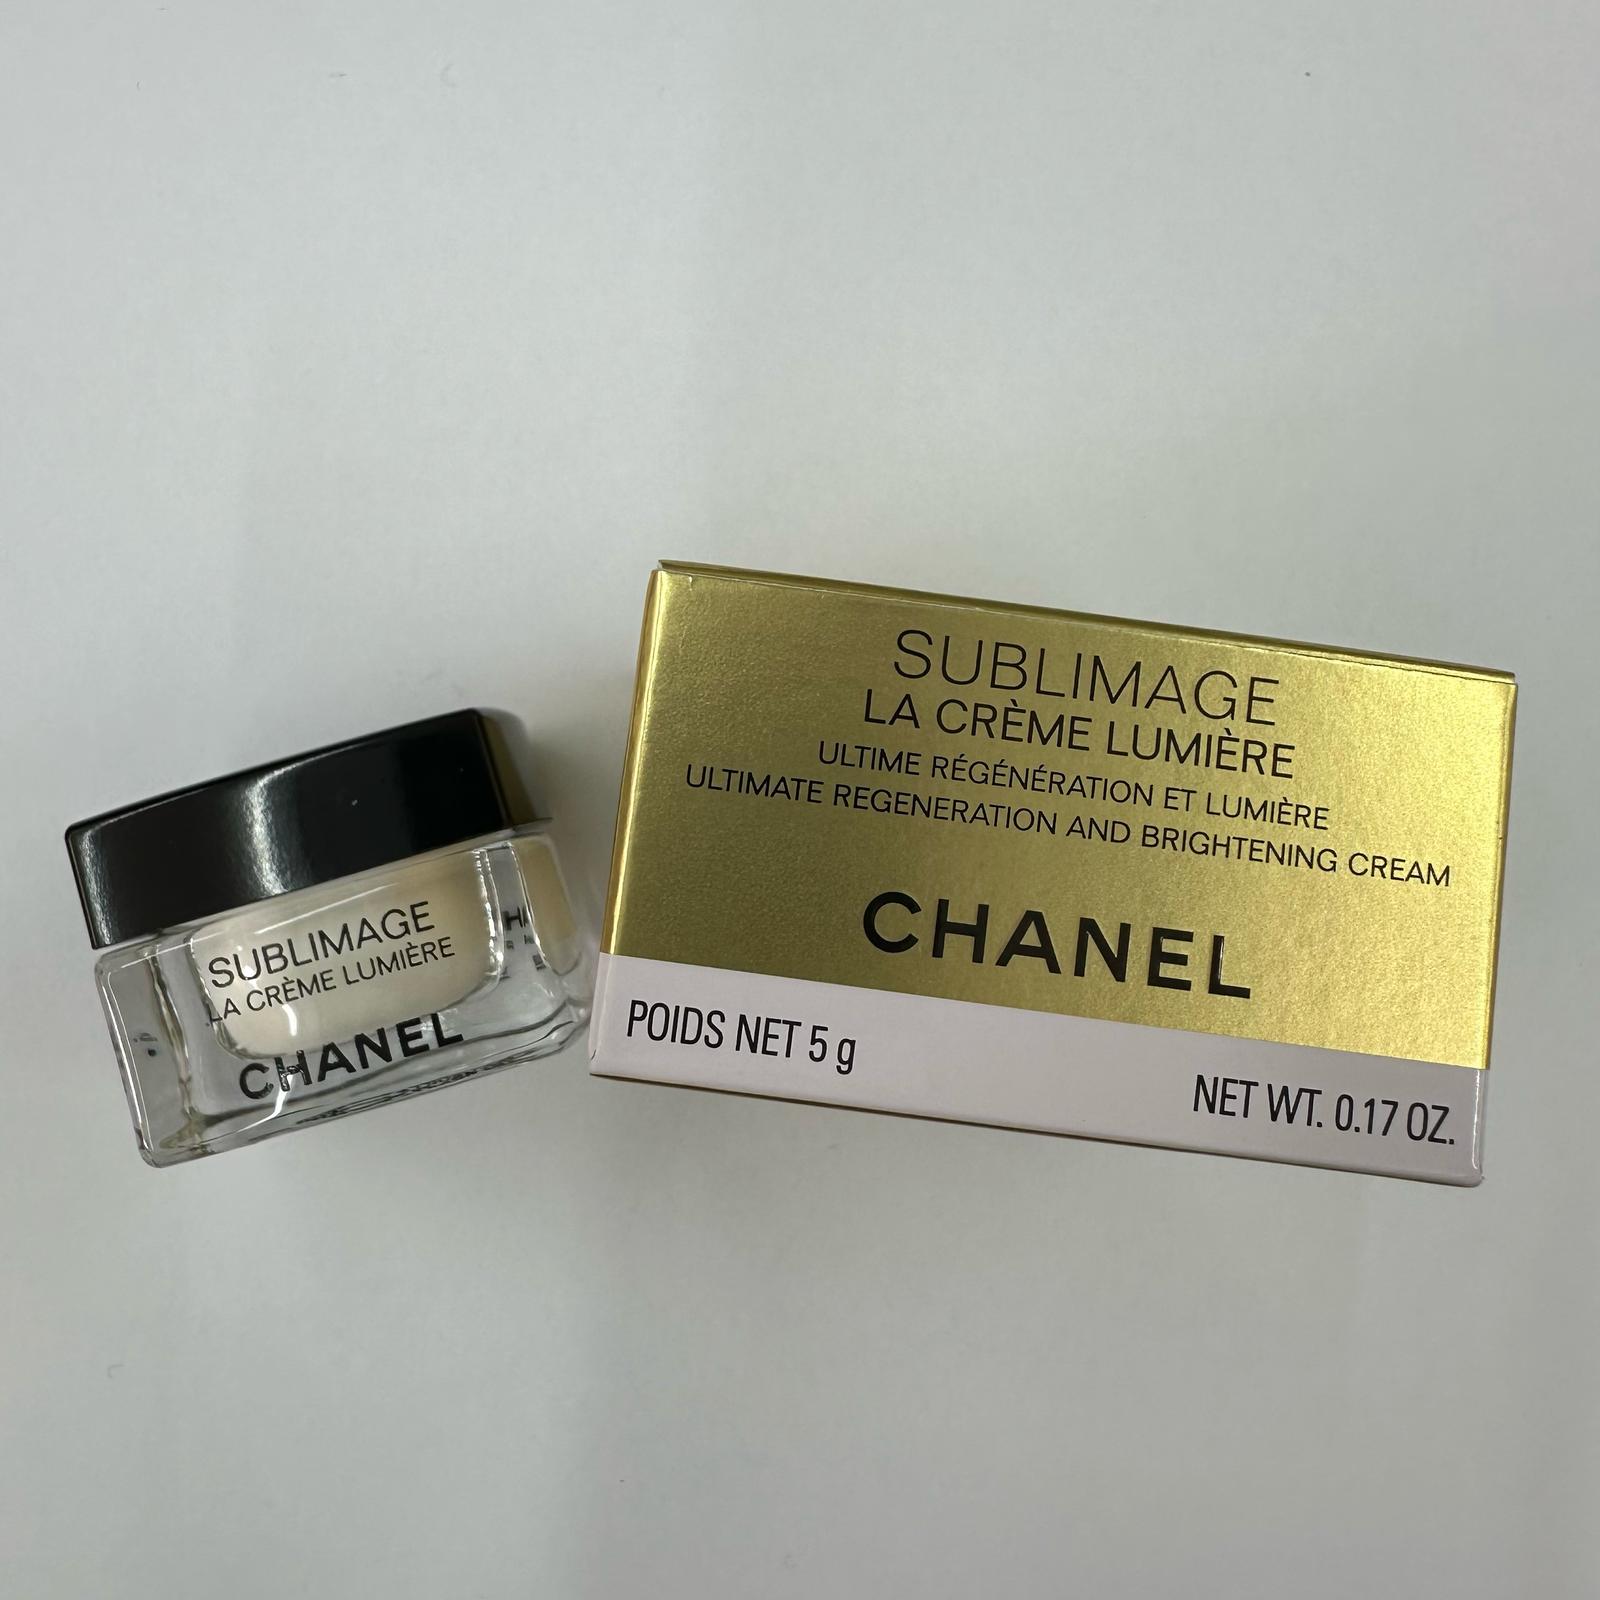 SUBLIMAGE
LA CRÈME LUMIÈRE
CHANEL
SUBLIMAGE
LA CRÈME LUMIÈRE
ULTIME RÉGÉNÉRATION ET LUMIÈRE
ULTIMATE REGENERATION AND BRIGHTENING CREAM
CHANEL
POIDS NET 5 g
NET WT. 0.17 OZ.